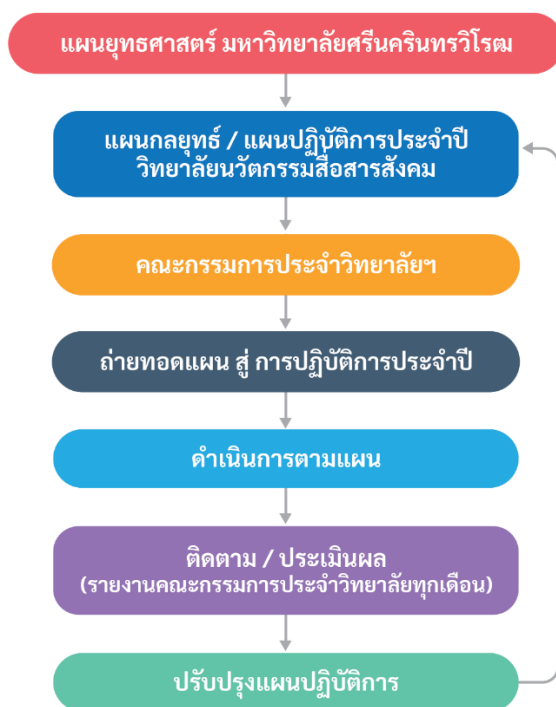 แผนยุทธศาสตร์ มหาวิทยาลัยศรีนครินทรวิโรฒ
แผนกลยุทธ์ / แผนปฏิบัติการประจำปี
วิทยาลัยนวัตกรรมสื่อสารสังคม
คณะกรรมการประจำวิทยาลัยฯ
ถ่ายทอดแผน สู่ การปฏิบัติการประจำปี
ดำเนินการตามแผน
ติดตาม / ประเมินผล
(รายงานคณะกรรมการประจำวิทยาลัยทุกเดือน)
ปรับปรุงแผนปฏิบัติการ